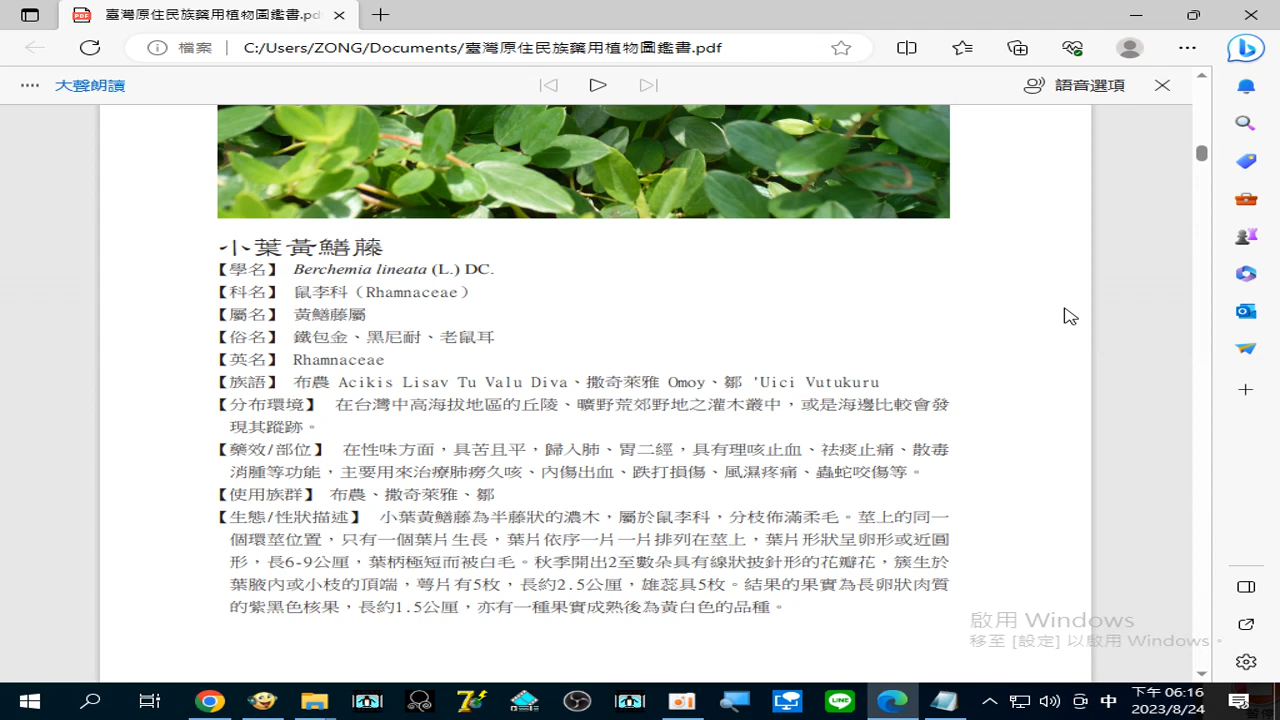 臺灣原住民族藥用植物圖鑑書.pd
檔案
C:/Users/ZONG/Documents/臺灣原住民族藥用植物圖鑑書.pdf
大聲朗讀
語音選項
小葉黃鱔藤
【學名】 Berchemia lineata (L.) DC.
【科名】 鼠李科（Rhamnaceae）
【屬名】 黃鱔藤屬
【俗名】 鐵包金、黑尼耐、老鼠耳
【英名】 Rhamnaceae
【族語】 布農 Acikis Lisav Tu Valu Diva、撒奇萊雅 Omoy、鄒 'Uici Vutukuru
【分布環境】 在台灣中高海拔地區的丘陵、曠野荒郊野地之灌木叢中，或是海邊比較會發
現其蹤跡。
【藥效/部位】 在性味方面，具苦且平，歸入肺、胃二經，具有理咳止血、祛痰止痛、散毒
消腫等功能，主要用來治療肺癆久咳、內傷出血、跌打損傷、風濕疼痛、蟲蛇咬傷等。
【使用族群】 布農、撒奇萊雅、鄒
【生態/性狀描述】 小葉黃鱔藤為半藤狀的濃木，屬於鼠李科，分枝佈滿柔毛。莖上的同一
個環莖位置，只有一個葉片生長，葉片依序一片一片排列在莖上，葉片形狀呈卵形或近圓
形，長6-9公厘，葉柄極短而被白毛。秋季開出2至數朵具有線狀披針形的花瓣花，簇生於
葉腋內或小枝的頂端，萼片有5枚，長約2.5公厘，雄蕊具5枚。結果的果實為長卵狀肉質
的紫黑色核果，長約1.5公厘，亦有一種果實成熟後為黃白色的品種。
啟用 Windows
移至 [設定] 以啟用 Windows。
中
下午 06:16
2023/8/24